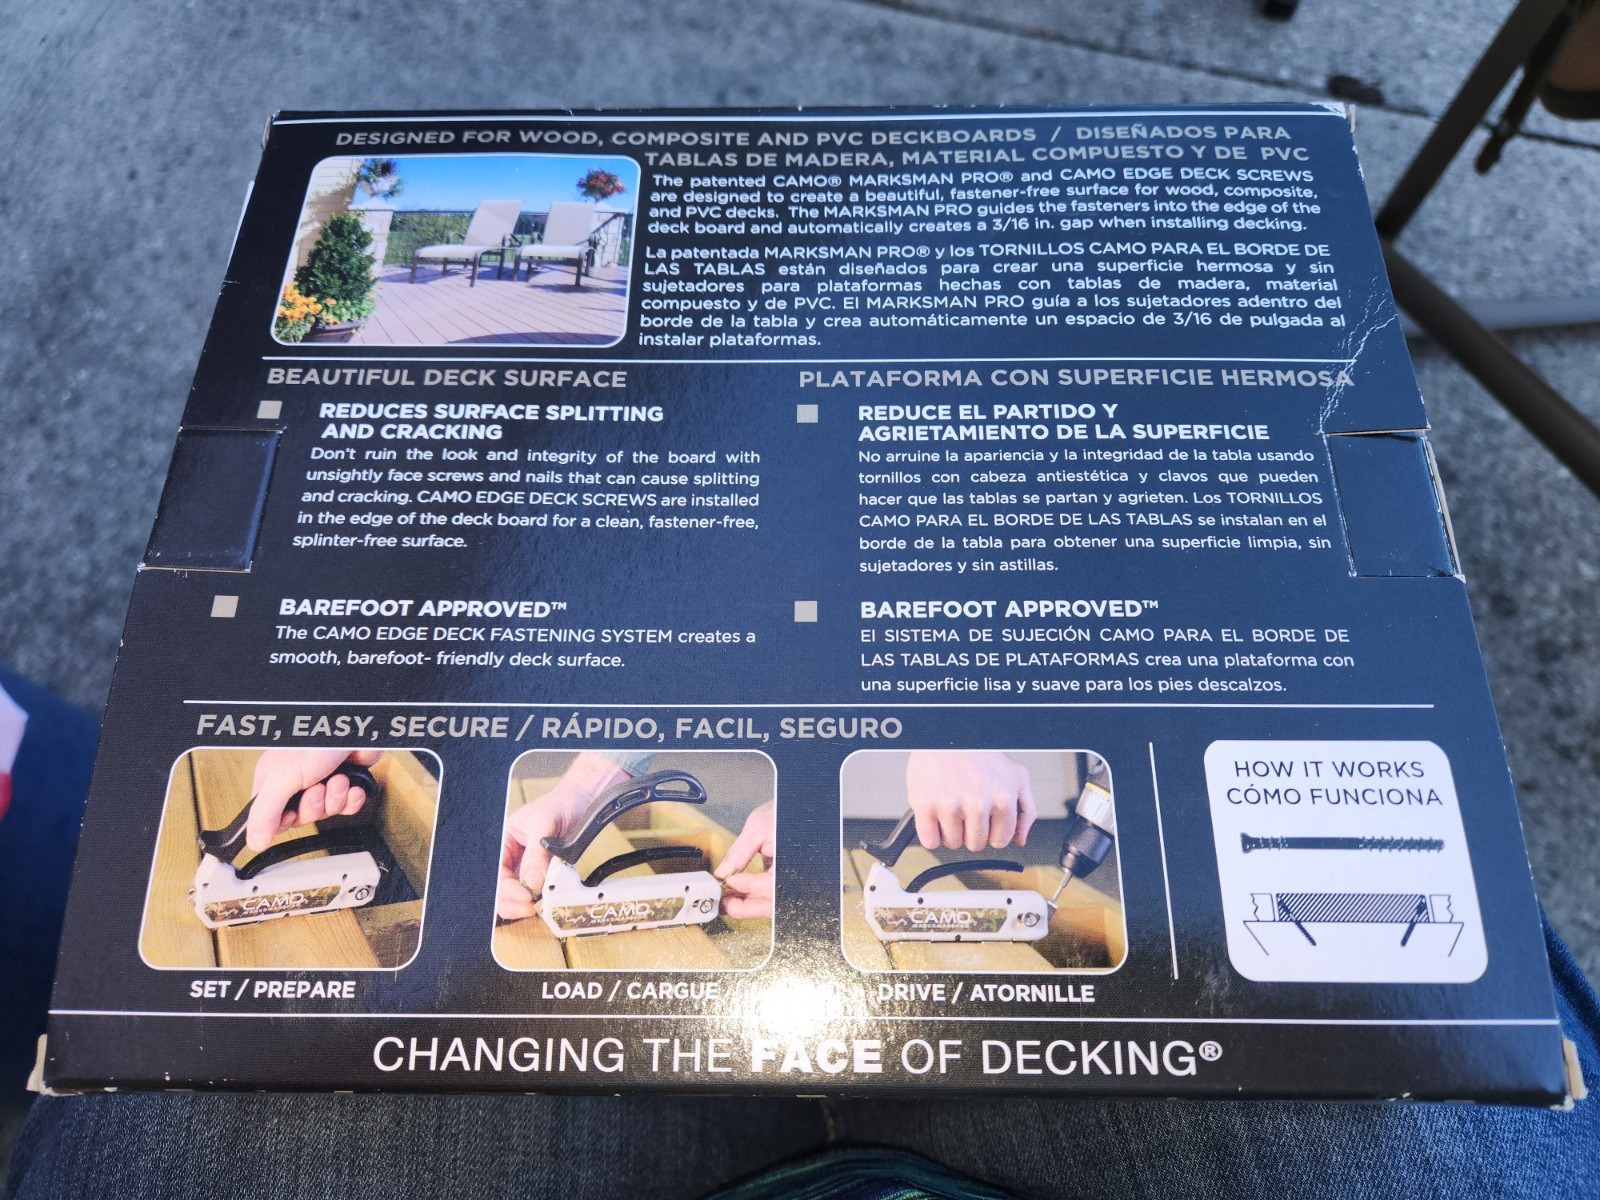 DESIGNED FOR WOOD, COMPOSITE AND PVC DECKBOARDS / DISEÑADOS PARA
TABLAS DE MADERA, MATERIAL COMPUESTO Y DE PVC
The patented CAMO® MARKSMAN PRO® and CAMO EDGE DECK SCREWS
are designed to create a beautiful, fastener-free surface for wood, composite,
and PVC decks. The MARKSMAN PRO guides the fasteners into the edge of the
deck board and automatically creates a 3/16 in. gap when installing decking.
La patentada MARKSMAN PRO® y los TORNILLOS CAMO PARA EL BORDE DE
LAS TABLAS están diseñados para crear una superficie hermosa y sin
sujetadores para plataformas hechas con tablas de madera, material
compuesto y de PVC. El MARKSMAN PRO guía a los sujetadores adentro del
borde de la tabla y crea automáticamente un espacio de 3/16 de pulgada al
instalar plataformas.
BEAUTIFUL DECK SURFACE
REDUCES SURFACE SPLITTING
AND CRACKING
Don't ruin the look and integrity of the board with
unsightly face screws and nails that can cause splitting
and cracking. CAMO EDGE DECK SCREWS are installed
in the edge of the deck board for a clean, fastener-free,
splinter-free surface.
BAREFOOT APPROVED™
The CAMO EDGE DECK FASTENING SYSTEM creates a
smooth, barefoot- friendly deck surface.
PLATAFORMA CON SUPERFICIE HERMOSA
REDUCE EL PARTIDO Y
AGRIETAMIENTO DE LA SUPERFICIE
No arruine la apariencia y la integridad de la tabla usando
tornillos con cabeza antiestética y clavos que pueden
hacer que las tablas se partan y agrieten. Los TORNILLOS
CAMO PARA EL BORDE DE LAS TABLAS se instalan en el
borde de la tabla para obtener una superficie limpia, sin
sujetadores y sin astillas.
BAREFOOT APPROVED™
El SISTEMA DE SUJECIÓN CAMO PARA EL BORDE DE
LAS TABLAS DE PLATAFORMAS crea una plataforma con
una superficie lisa y suave para los pies descalzos.
FAST, EASY, SECURE / RÁPIDO, FACIL, SEGURO
CAMO
CAMO
CAMO
SET / PREPARE
LOAD / CARGUE
DRIVE / ATORNILLE
HOW IT WORKS
CÓMO FUNCIONA
CHANGING THE FACE OF DECKING®